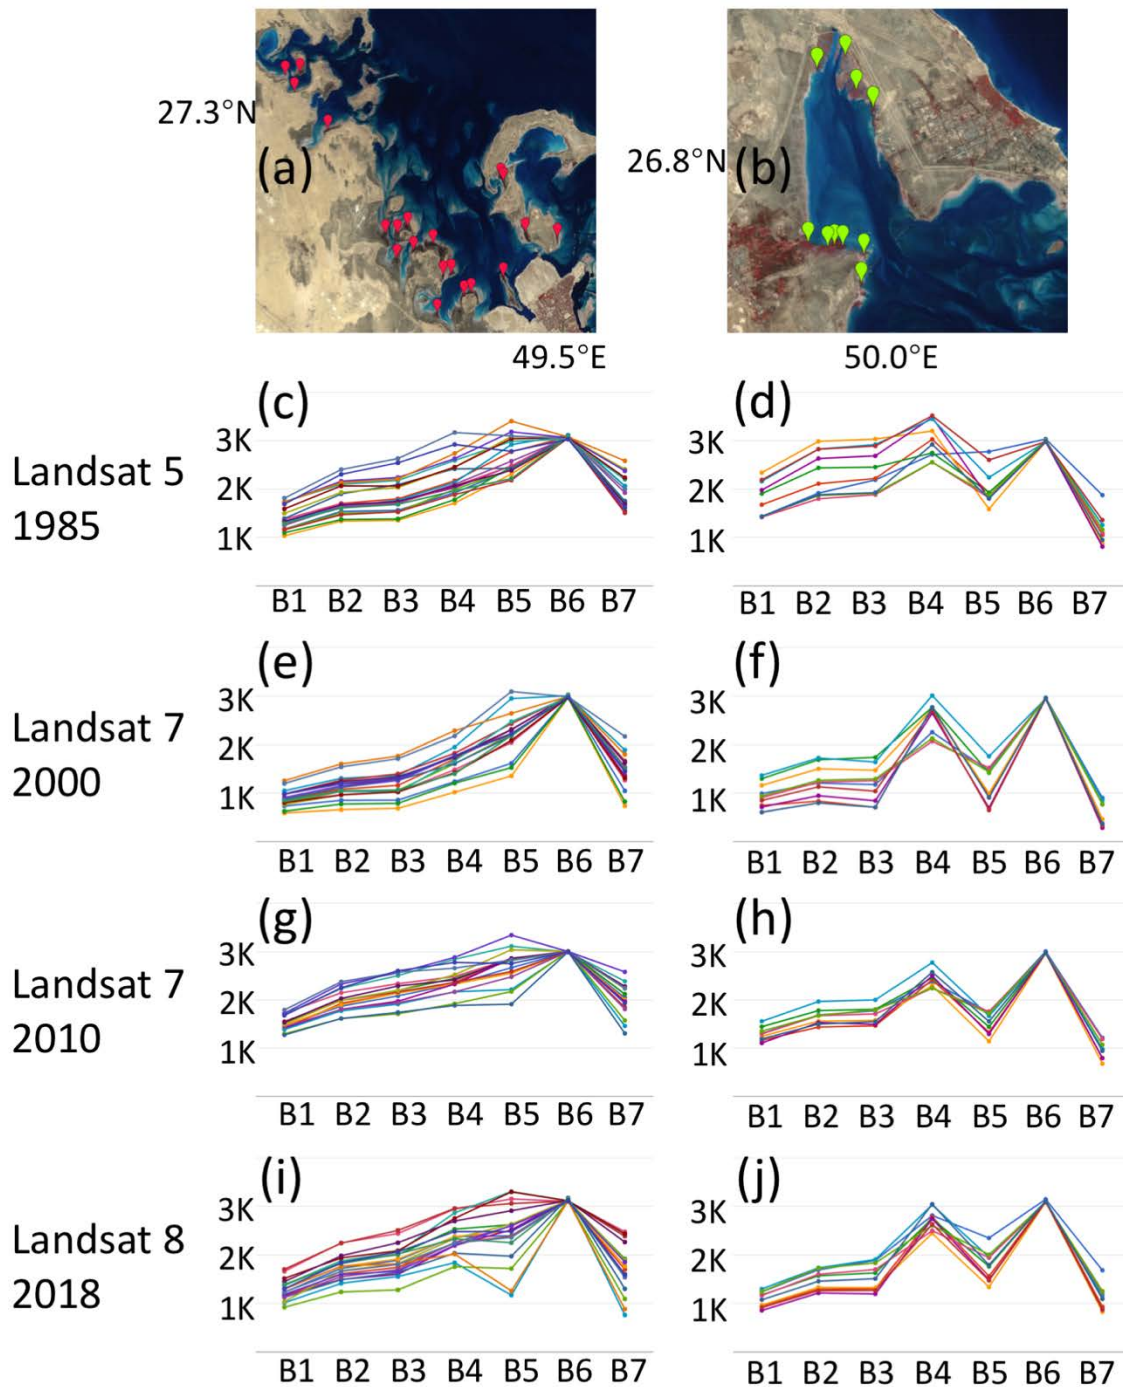 27.3°N
(a)
49.5°E
26.8°N
(b)
50.0°E
Landsat 5
1985
(c)
3K
2K
1K
B1 B2 B3 B4 B5 B6 B7
(d)
3K
2K
1K
B1 B2 B3 B4 B5 B6 B7
Landsat 7
2000
(e)
3K
2K
1K
B1 B2 B3 B4 B5 B6 B7
(f)
3K
2K
1K
B1 B2 B3 B4 B5 B6 B7
Landsat 7
2010
(g)
3K
2K
1K
B1 B2 B3 B4 B5 B6 B7
(h)
3K
2K
1K
B1 B2 B3 B4 B5 B6 B7
Landsat 8
2018
(i)
3K
2K
1K
B1 B2 B3 B4 B5 B6 B7
(j)
3K
2K
1K
B1 B2 B3 B4 B5 B6 B7